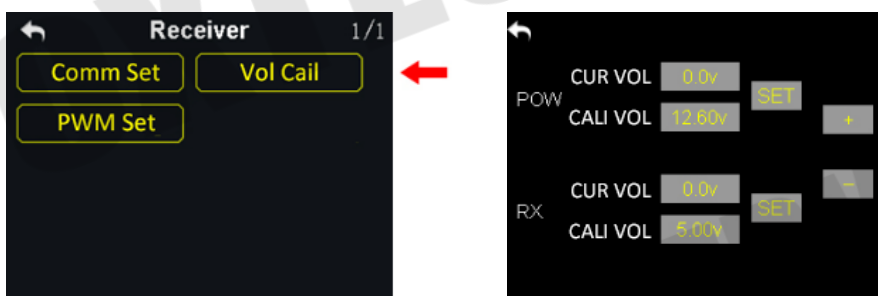 Receiver 1/1
Comm Set Vol Cail
PWM Set
POW
CUR VOL 0.0v
CALI VOL 12.60v
SET
+
RX
CUR VOL 0.0v
CALI VOL 5.00v
SET
−